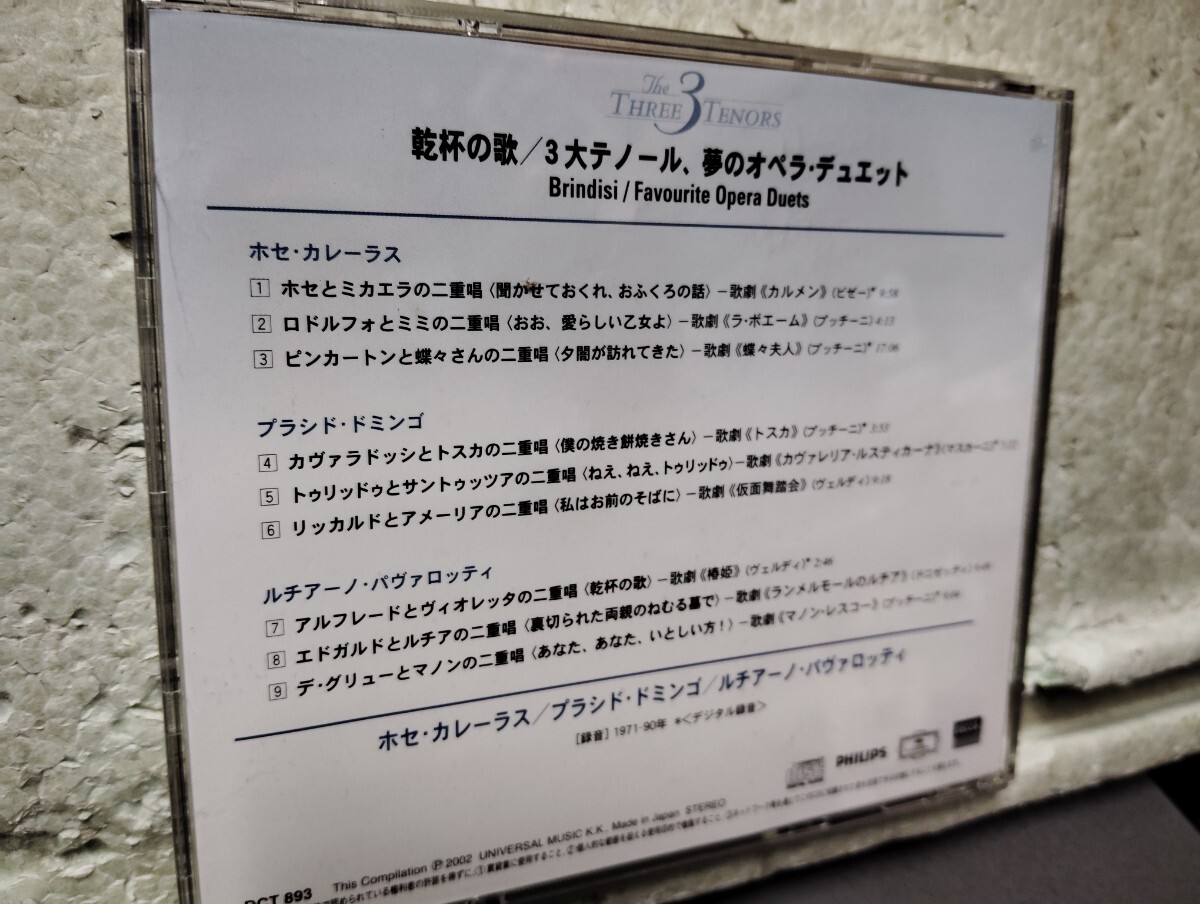 The 3
THREE TENORS
乾杯の歌/3大テノール、夢のオペラ・デュエット
Brindisi / Favourite Opera Duets
ホセ・カレーラス
1 ホセとミカエラの二重唱〈聞かせておくれ、おふくろの話〉−歌劇《カルメン》(ビゼー)* 9:58
2 ロドルフォとミミの二重唱〈おお、愛らしい乙女よ〉−歌劇《ラ・ボエーム》(プッチーニ) 4:13
3 ピンカートンと蝶々さんの二重唱〈夕闇が訪れてきた〉−歌劇《蝶々夫人》(プッチーニ)* 17:06
プラシド・ドミンゴ
4 カヴァラドッシとトスカの二重唱〈僕の焼き餅焼きさん〉−歌劇《トスカ》(プッチーニ)*
5 トゥリッドゥとサントゥッツアの二重唱〈ねえ、ねえ、トゥリッドゥ〉−歌劇《カヴァレリア・ルスティカーナ》(マスカーニ)*
6 リッカルドとアメーリアの二重唱〈私はお前のそばに〉−歌劇《仮面舞踏会》(ヴェルディ) 9:18
ルチアーノ・パヴァロッティ
7 アルフレードとヴィオレッタの二重唱〈乾杯の歌〉−歌劇《椿姫》(ヴェルディ)* 2:46
8 エドガルドとルチアの二重唱〈裏切られた両親のねむる墓で〉−歌劇《ランメルモールのルチア》(ドニゼッティ)
9 デ・グリューとマノンの二重唱〈あなた、あなた、いとしい方!〉−歌劇《マノン・レスコー》(プッチーニ)*
ホセ・カレーラス/プラシド・ドミンゴ/ルチアーノ・パヴァロッティ
[録音] 1971-90年 *<デジタル録音>
PHILIPS
DCT 893 This Compilation ℗ 2002 UNIVERSAL MUSIC K.K. Made in Japan STEREO